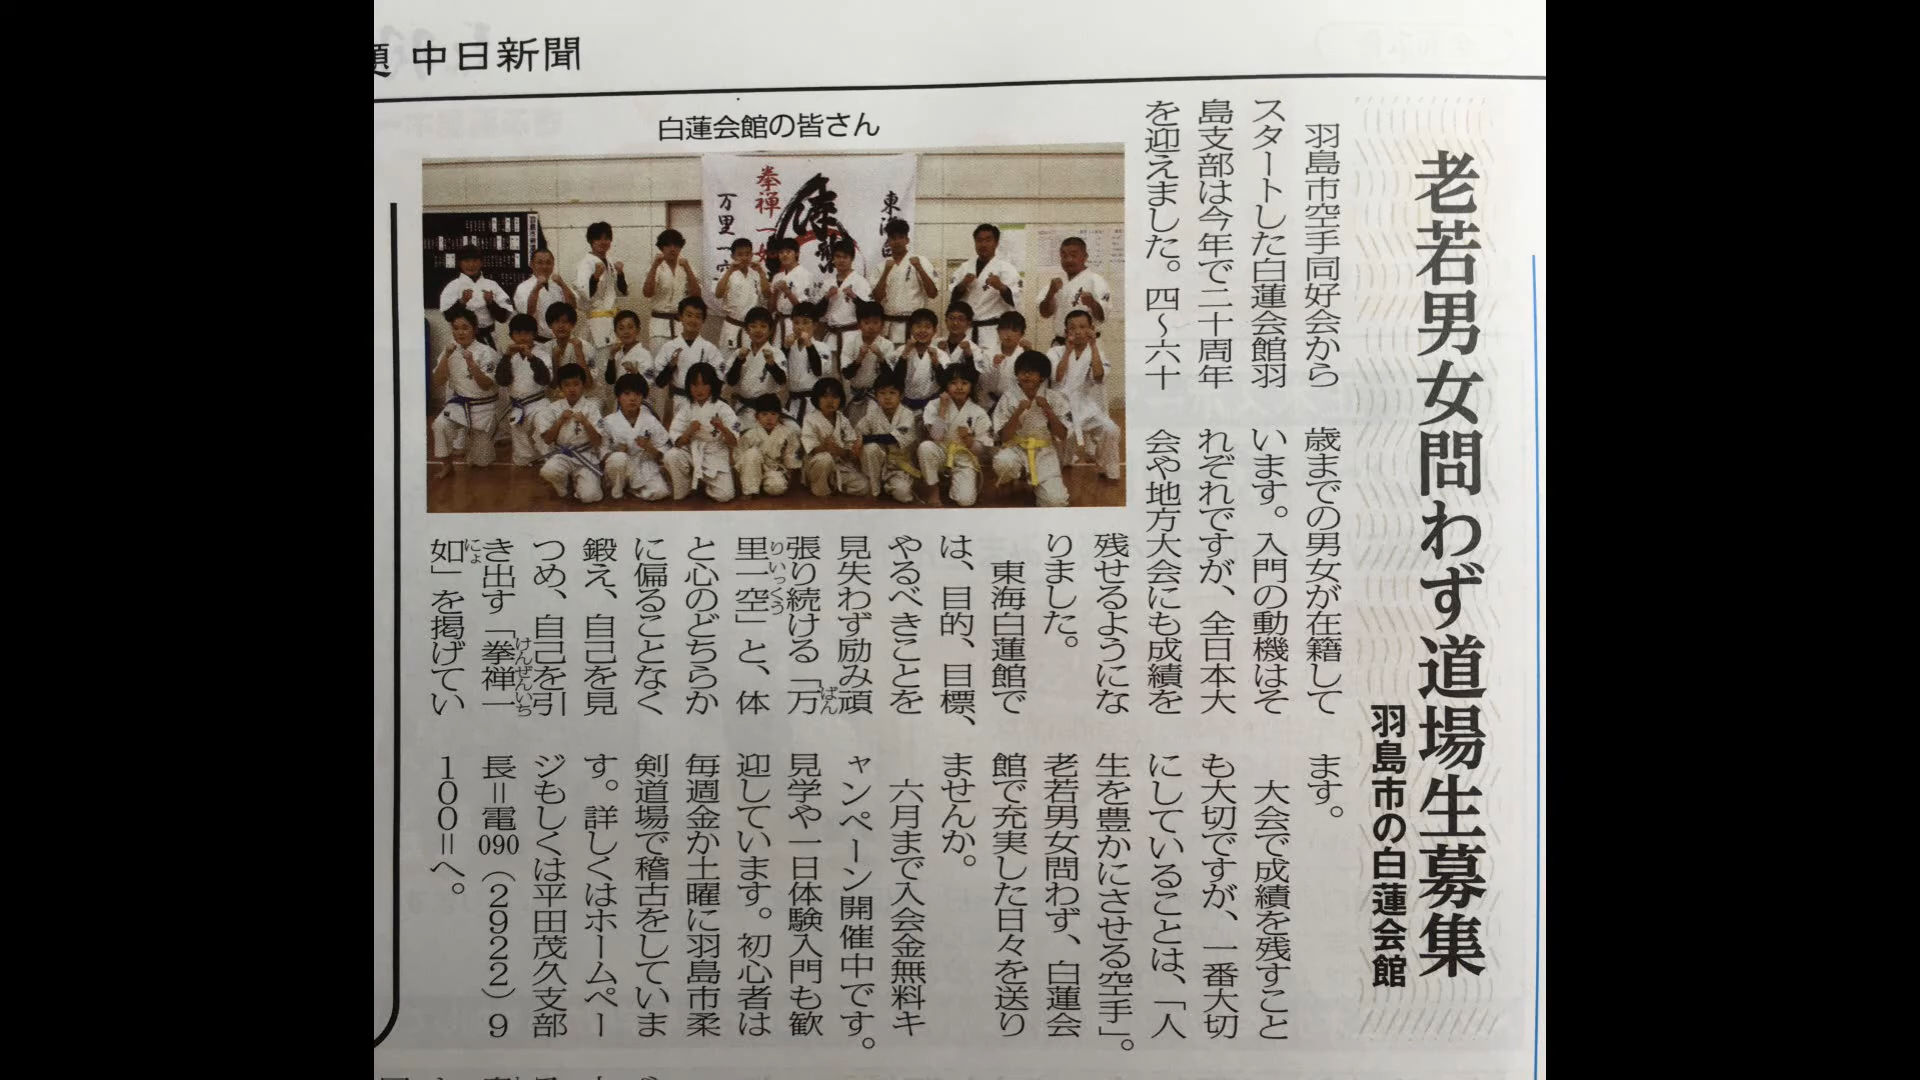 中日新聞
老若男女問わず道場生募集
羽島市の白蓮会館
白蓮会館の皆さん
拳禅一如
万里一空
羽島市空手同好会から
スタートした白蓮会館羽
島支部は今年で二十周年
を迎えました。四～六十
歳までの男女が在籍して
います。入門の動機はそ
れぞれですが、全日本大
会や地方大会にも成績を
残せるようにな
りました。
東海白蓮館で
は、目的、目標、
やるべきことを
見失わず励み頑
張り続ける「万
里一空」と、体
と心のどちらか
に偏ることなく
鍛え、自己を見
つめ、自己を引
き出す「拳禅一
如」を掲げてい
ます。
大会で成績を残すこと
も大切ですが、一番大切
にしていることは、「人
生を豊かにさせる空手」。
老若男女問わず、白蓮会
館で充実した日々を送り
ませんか。
六月まで入会金無料キ
ャンペーン開催中です。
見学や一日体験入門も歓
迎しています。初心者は
毎週金か土曜に羽島市柔
剣道場で稽古をしていま
す。詳しくはホームペー
ジもしくは平田茂久支部
長＝電090（２９２２）９
１００＝へ。